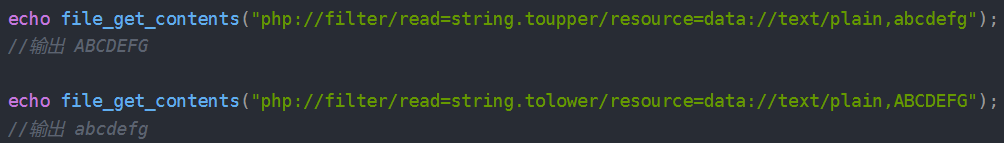 echo file_get_contents("php://filter/read=string.toupper/resource=data://text/plain,abcdefg");
//输出 ABCDEFG
echo file_get_contents("php://filter/read=string.tolower/resource=data://text/plain,ABCDEFG");
//输出 abcdefg